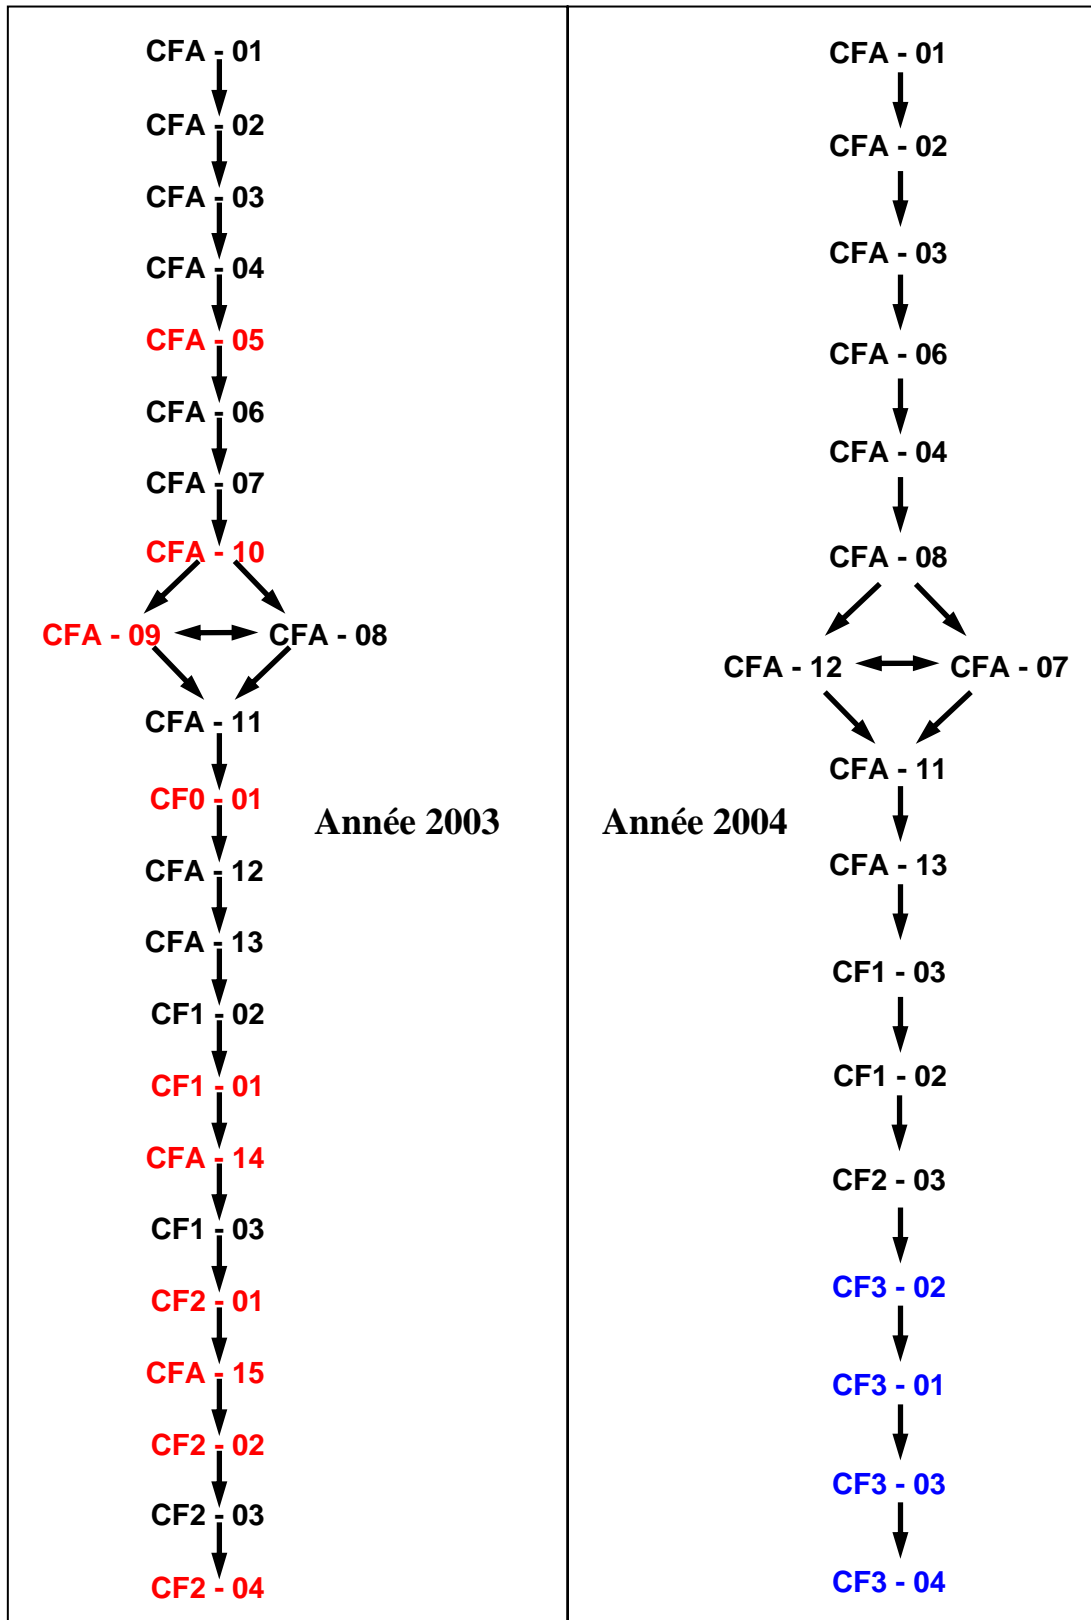 CFA - 01
CFA - 02
CFA - 03
CFA - 04
CFA - 05
CFA - 06
CFA - 07
CFA - 10
CFA - 09
CFA - 08
CFA - 11
CF0 - 01
Année 2003
CFA - 12
CFA - 13
CF1 - 02
CF1 - 01
CFA - 14
CF1 - 03
CF2 - 01
CFA - 15
CF2 - 02
CF2 - 03
CF2 - 04
CFA - 01
CFA - 02
CFA - 03
CFA - 06
CFA - 04
CFA - 08
CFA - 12
CFA - 07
CFA - 11
Année 2004
CFA - 13
CF1 - 03
CF1 - 02
CF2 - 03
CF3 - 02
CF3 - 01
CF3 - 03
CF3 - 04